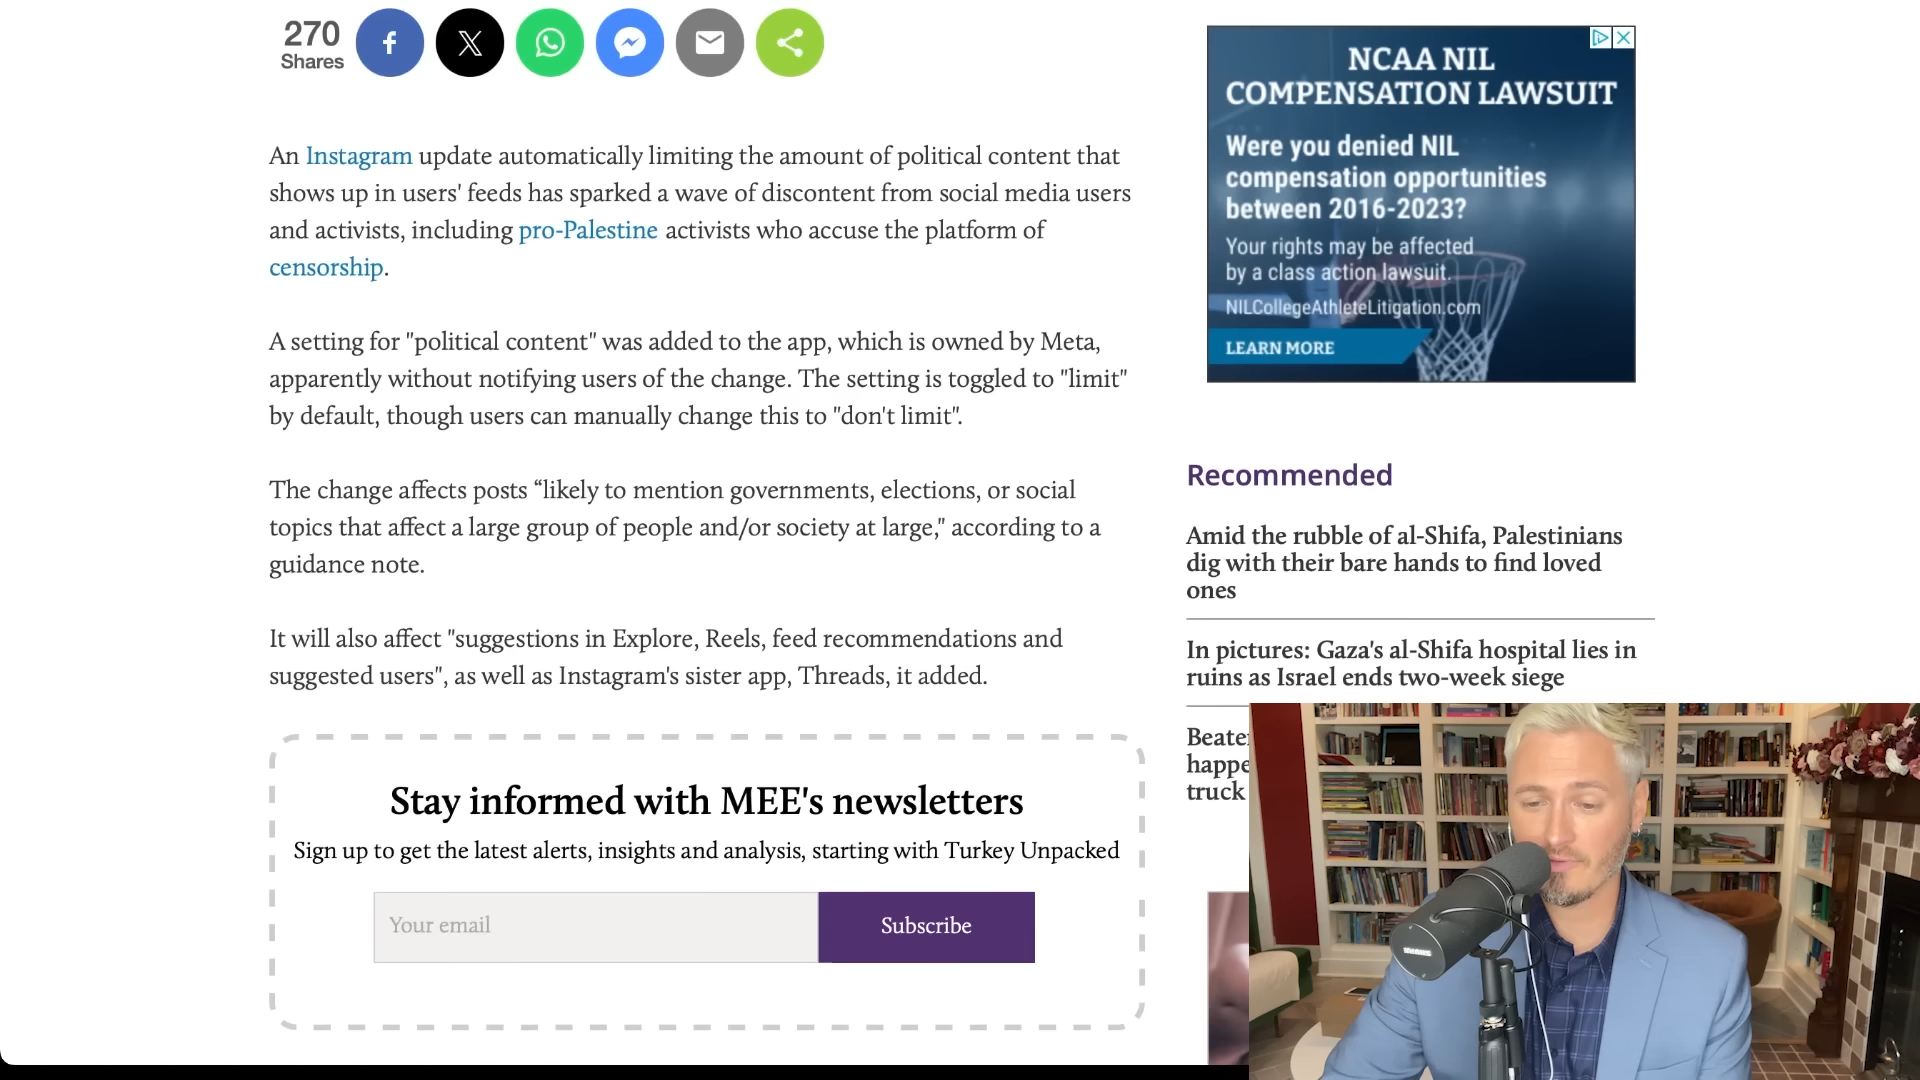 270
Shares
An Instagram update automatically limiting the amount of political content that
shows up in users' feeds has sparked a wave of discontent from social media users
and activists, including pro-Palestine activists who accuse the platform of
censorship.
A setting for "political content" was added to the app, which is owned by Meta,
apparently without notifying users of the change. The setting is toggled to "limit"
by default, though users can manually change this to "don't limit".
The change affects posts “likely to mention governments, elections, or social
topics that affect a large group of people and/or society at large," according to a
guidance note.
It will also affect "suggestions in Explore, Reels, feed recommendations and
suggested users", as well as Instagram's sister app, Threads, it added.
Stay informed with MEE's newsletters
Sign up to get the latest alerts, insights and analysis, starting with Turkey Unpacked
Your email
Subscribe
NCAA NIL
COMPENSATION LAWSUIT
Were you denied NIL
compensation opportunities
between 2016-2023?
Your rights may be affected
by a class action lawsuit.
NILCollegeAthleteLitigation.com
LEARN MORE
Recommended
Amid the rubble of al-Shifa, Palestinians
dig with their bare hands to find loved
ones
In pictures: Gaza's al-Shifa hospital lies in
ruins as Israel ends two-week siege
truck